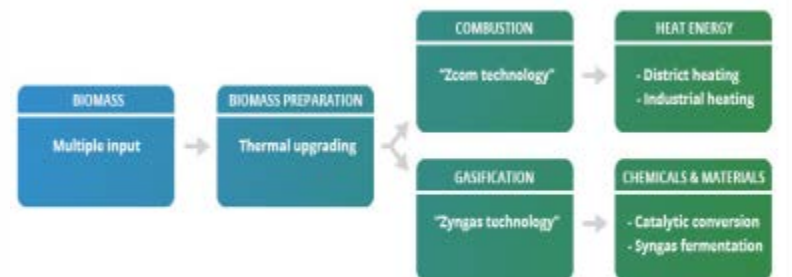 BIOMASS
Multiple input
BIOMASS PREPARATION
Thermal upgrading
COMBUSTION
"Zcom technology"
HEAT ENERGY
- District heating
- Industrial heating
GASIFICATION
"Zyngas technology"
CHEMICALS & MATERIALS
- Catalytic conversion
- Syngas fermentation